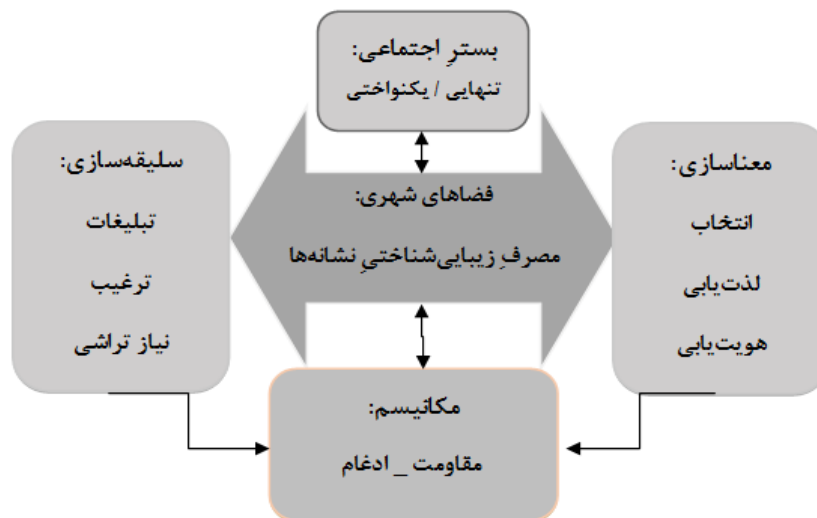 بسترِ اجتماعی:
تنهایی / یکنواختی
معناسازی:
انتخاب
لذت‌یابی
هویت‌یابی
فضاهای شهری:
مصرفِ زیبایی‌شناختیِ نشانه‌ها
سلیقه‌سازی:
تبلیغات
ترغیب
نیاز تراشی
مکانیسم:
مقاومت _ ادغام